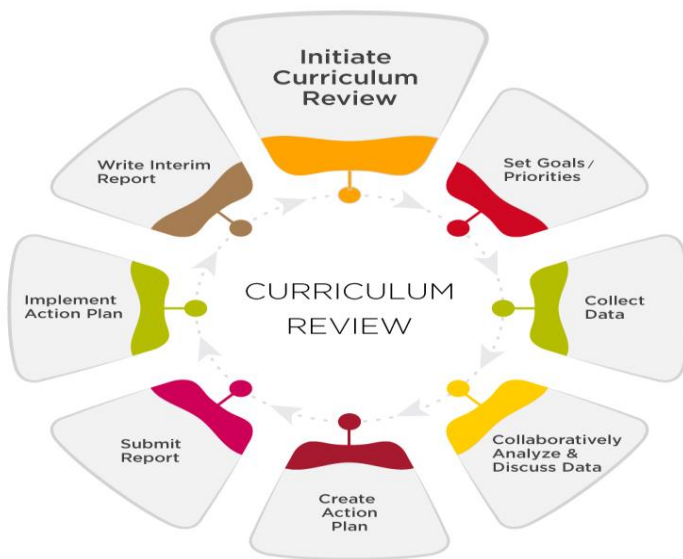 Initiate
Curriculum
Review
Set Goals/
Priorities
Collect
Data
Collaboratively
Analyze &
Discuss Data
Create
Action
Plan
Submit
Report
Implement
Action Plan
Write Interim
Report
CURRICULUM
REVIEW